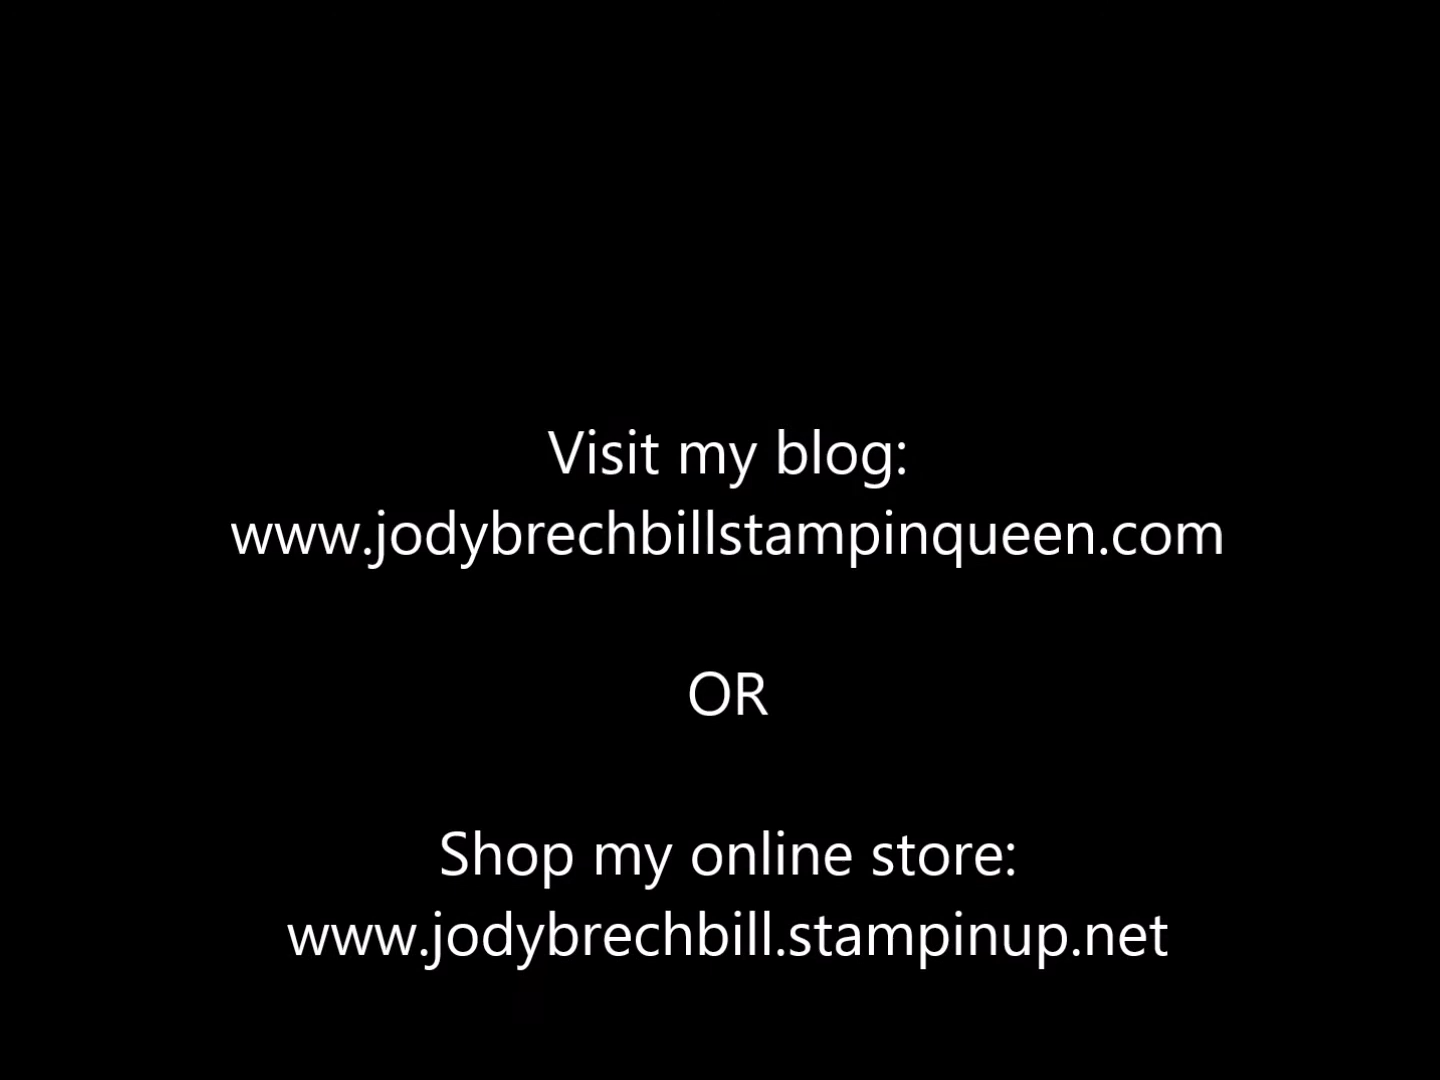 Visit my blog:
www.jodybrechbillstampinqueen.com
OR
Shop my online store:
www.jodybrechbill.stampinup.net